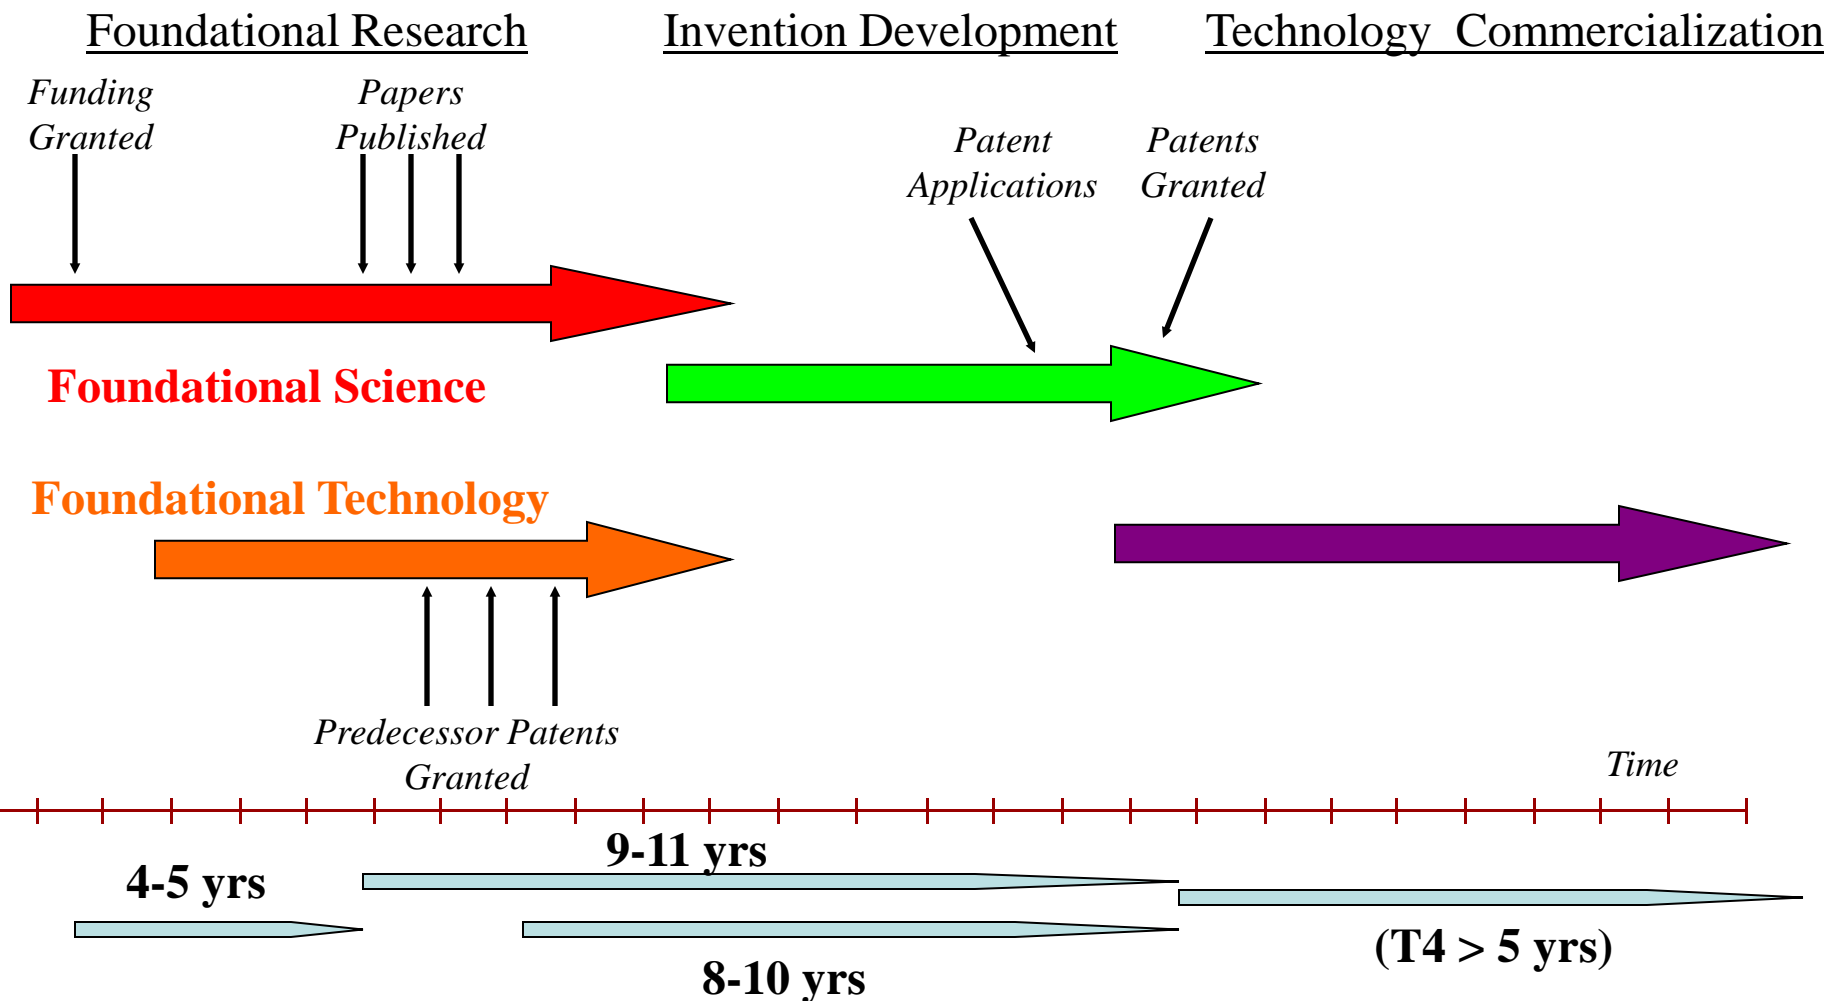 Foundational Research
Invention Development
Technology Commercialization
Funding
Granted
Papers
Published
Patent
Applications
Patents
Granted
Foundational Science
Foundational Technology
Predecessor Patents
Granted
Time
9-11 yrs
4-5 yrs
(T4 > 5 yrs)
8-10 yrs